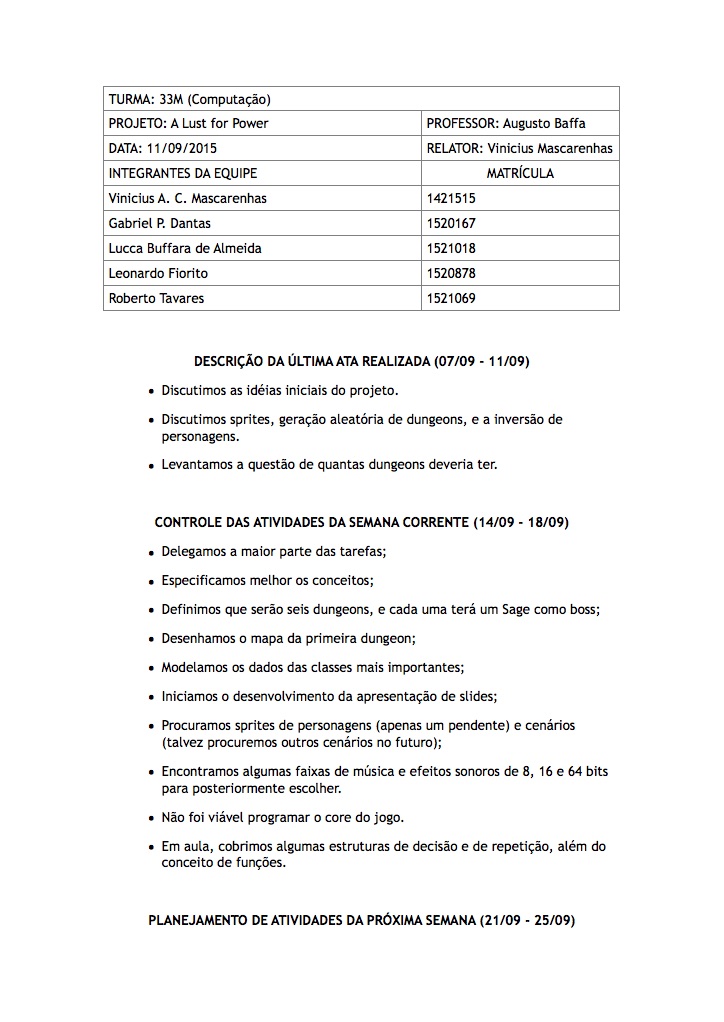 TURMA: 33M (Computação)
PROJETO: A Lust for Power PROFESSOR: Augusto Baffa
DATA: 11/09/2015 RELATOR: Vinicius Mascarenhas
INTEGRANTES DA EQUIPE MATRÍCULA
Vinicius A. C. Mascarenhas 1421515
Gabriel P. Dantas 1520167
Lucca Buffara de Almeida 1521018
Leonardo Fiorito 1520878
Roberto Tavares 1521069
DESCRIÇÃO DA ÚLTIMA ATA REALIZADA (07/09 - 11/09)
• Discutimos as idéias iniciais do projeto.
• Discutimos sprites, geração aleatória de dungeons, e a inversão de
personagens.
• Levantamos a questão de quantas dungeons deveria ter.
CONTROLE DAS ATIVIDADES DA SEMANA CORRENTE (14/09 - 18/09)
• Delegamos a maior parte das tarefas;
• Especificamos melhor os conceitos;
• Definimos que serão seis dungeons, e cada uma terá um Sage como boss;
• Desenhamos o mapa da primeira dungeon;
• Modelamos os dados das classes mais importantes;
• Iniciamos o desenvolvimento da apresentação de slides;
• Procuramos sprites de personagens (apenas um pendente) e cenários
(talvez procuremos outros cenários no futuro);
• Encontramos algumas faixas de música e efeitos sonoros de 8, 16 e 64 bits
para posteriormente escolher.
• Não foi viável programar o core do jogo.
• Em aula, cobrimos algumas estruturas de decisão e de repetição, além do
conceito de funções.
PLANEJAMENTO DE ATIVIDADES DA PRÓXIMA SEMANA (21/09 - 25/09)